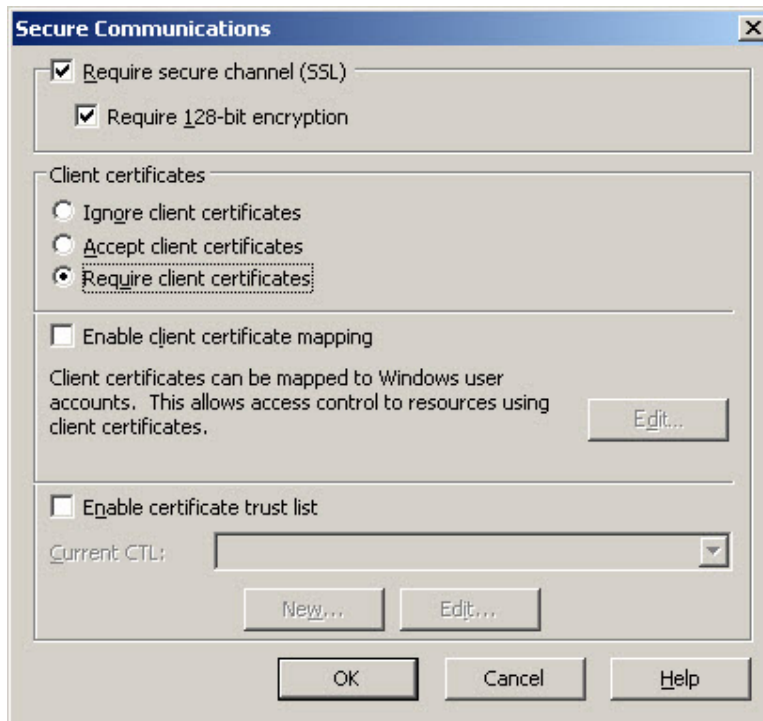 Secure Communications
Require secure channel (SSL)
Require 128-bit encryption
Client certificates
Ignore client certificates
Accept client certificates
Require client certificates
Enable client certificate mapping
Client certificates can be mapped to Windows user
accounts. This allows access control to resources using
client certificates.
Edit...
Enable certificate trust list
Current CTL:
New... Edit...
OK Cancel Help